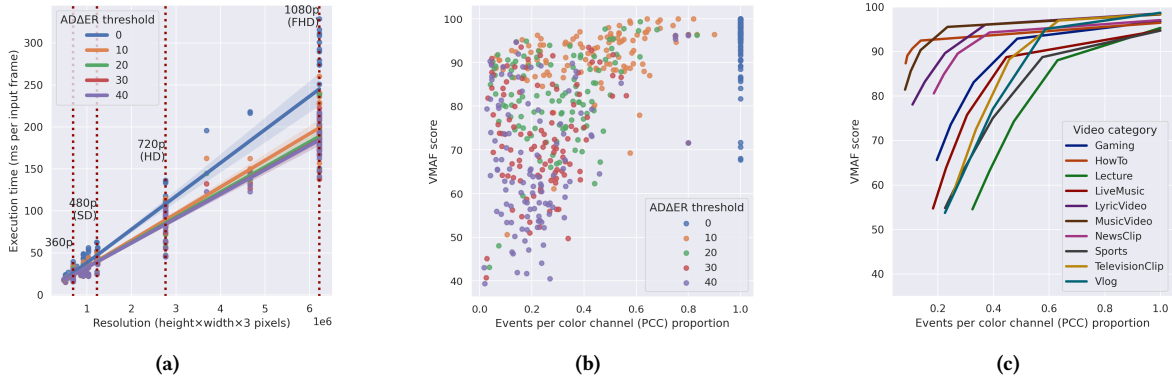 ADΔER threshold
0
10
20
30
40
360p
480p
(SD)
720p
(HD)
1080p
(FHD)
300
250
200
150
100
50
0
Execution time (ms per input frame)
1
2
3
4
5
6
1e6
Resolution (height×width×3 pixels)
(a)
100
90
80
70
60
50
40
VMAF score
ADΔER threshold
0
10
20
30
40
0.0
0.2
0.4
0.6
0.8
1.0
Events per color channel (PCC) proportion
(b)
100
90
80
70
60
50
40
VMAF score
Video category
Gaming
HowTo
Lecture
LiveMusic
LyricVideo
MusicVideo
NewsClip
Sports
TelevisionClip
Vlog
0.2
0.4
0.6
0.8
1.0
Events per color channel (PCC) proportion
(c)